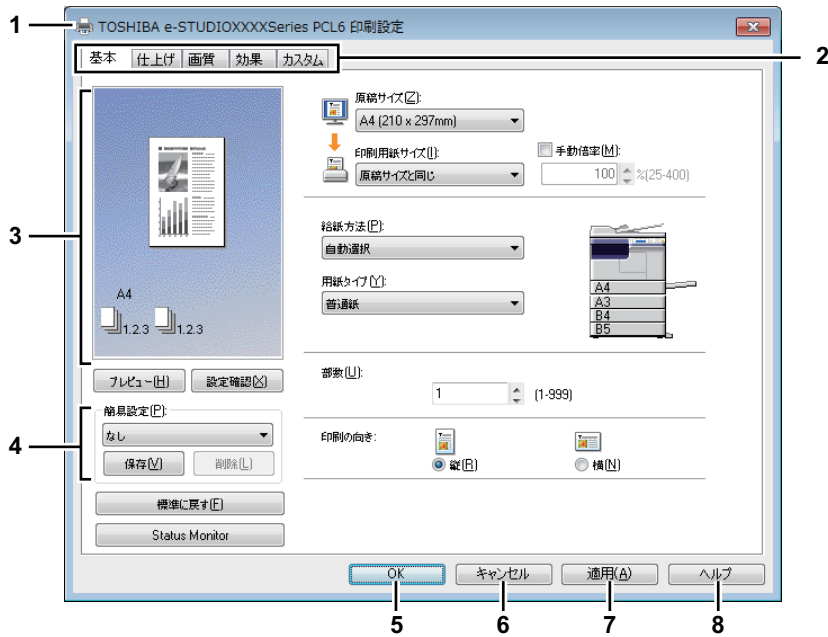 1
TOSHIBA e-STUDIOXXXXSeries PCL6 印刷設定
基本 仕上げ 画質 効果 カスタム
2
3
A4
1.2.3 1.2.3
プレビュー(H) 設定確認(X)
4
簡易設定(P):
なし
保存(V) 削除(L)
標準に戻す(F)
Status Monitor
原稿サイズ(Z):
A4 (210 x 297mm)
印刷用紙サイズ(I):
原稿サイズと同じ
手動倍率(M):
100 %(25-400)
給紙方法(P):
自動選択
用紙タイプ(Y):
普通紙
A4
A3
B4
B5
部数(U):
1 (1-999)
印刷の向き:
縦(R) 横(N)
OK キャンセル 適用(A) ヘルプ
5 6 7 8